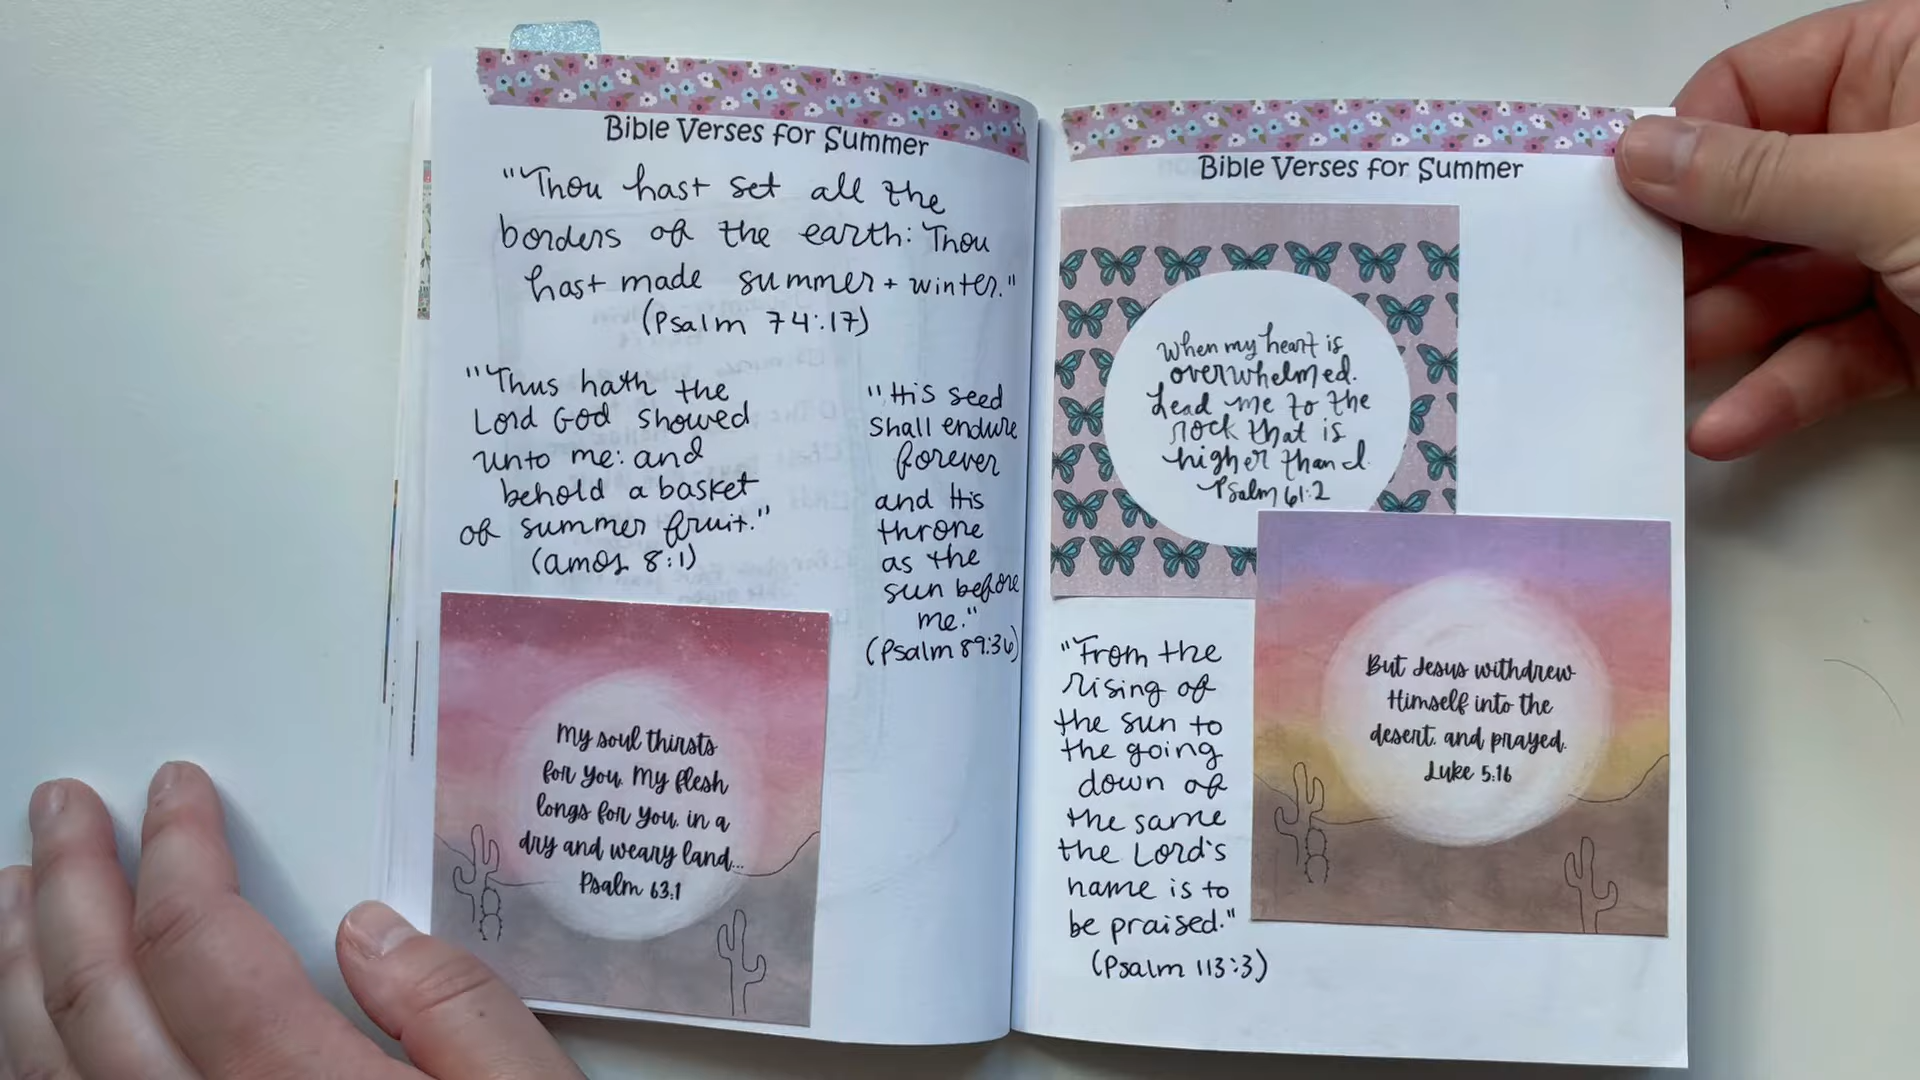 Bible Verses for Summer
"Thou hast set all the
borders of the earth: Thou
hast made summer + winter."
(Psalm 74:17)
"Thus hath the
Lord God showed
unto me: and
behold a basket
of summer fruit."
(amos 8:1)
"His seed
shall endure
forever
and His
throne
as the
sun before
me."
(Psalm 89:36)
My soul thirsts
for You, My flesh
longs for You, in a
dry and weary land...
Psalm 63:1
Bible Verses for Summer
When my heart is
overwhelmed.
Lead me to the
rock that is
higher than I.
Psalm 61:2
But Jesus withdrew
Himself into the
desert, and prayed.
Luke 5:16
"From the
rising of
the sun to
the going
down of
the same
the Lord's
name is to
be praised."
(Psalm 113:3)